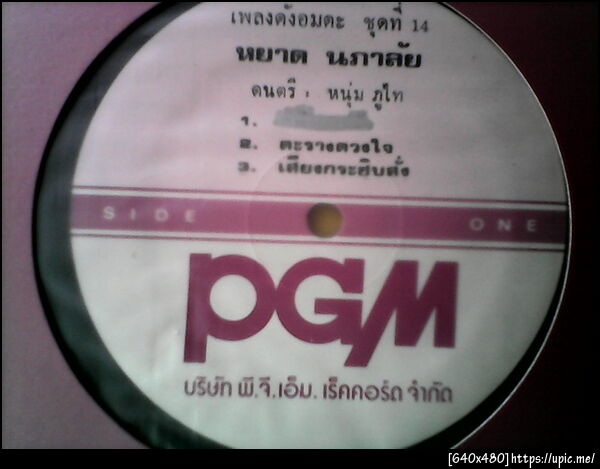 เพลงดังอมตะ ชุดที่ 14
หยาด นภาลัย
ดนตรี : หนุ่ม ภูไท
1.
2. ตะรางดวงใจ
3. เสียงกระซิบสั่ง
SIDE ONE
PGM
บริษัท พี.จี.เอ็ม. เร็คคอร์ด จำกัด
[640x480]https://upic.me/